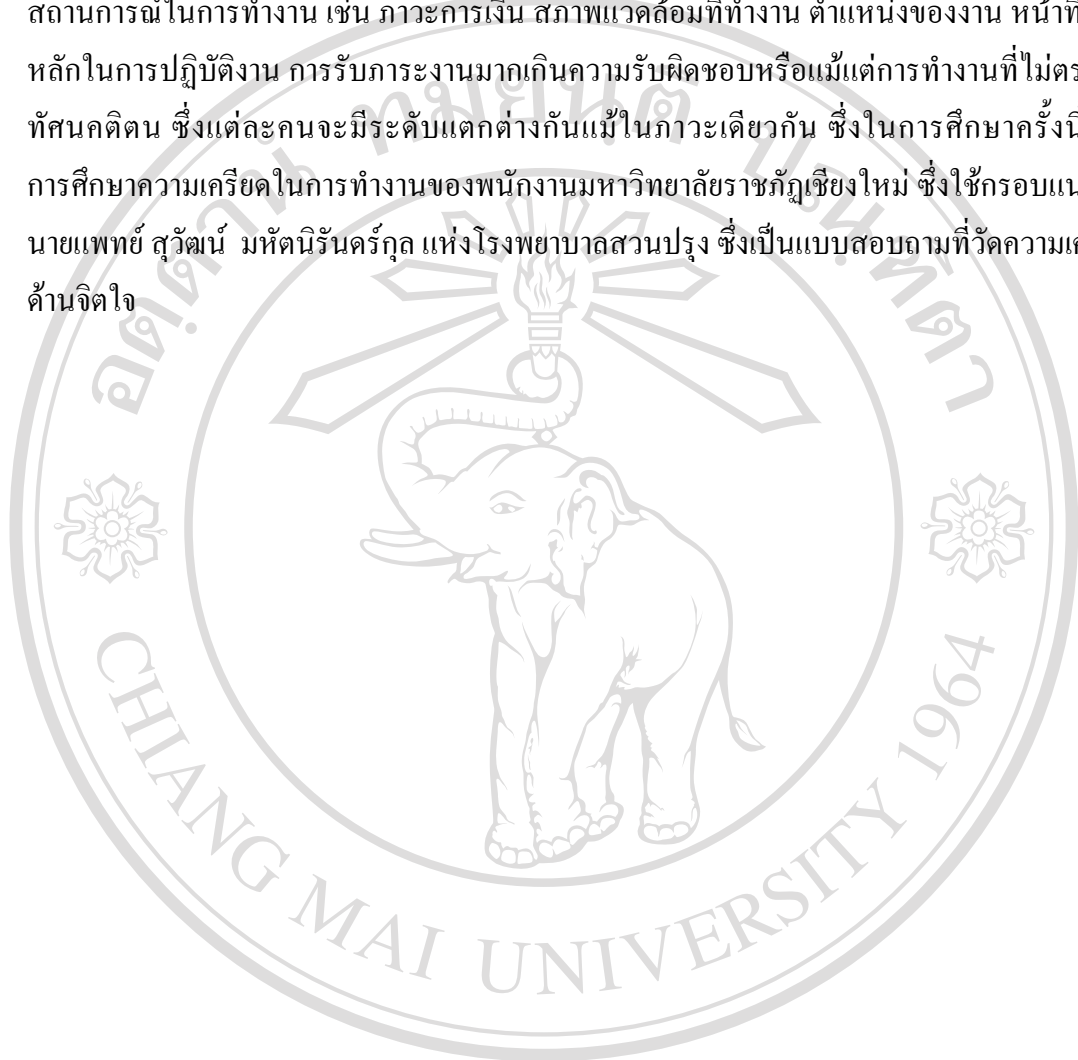 สถานการณ์ในการทำงาน เช่น ภาวะการเงิน สภาพแวดล้อมที่ทำงาน ตำแหน่งของงาน หน้าที่
หลักในการปฏิบัติงาน การรับภาระงานมากเกินความรับผิดชอบหรือแม้แต่การทำงานที่ไม่ตร
ทัศนคติตน ซึ่งแต่ละคนจะมีระดับแตกต่างกันแม้ในภาวะเดียวกัน ซึ่งในการศึกษาครั้งนี้
การศึกษาความเครียดในการทำงานของพนักงานมหาวิทยาลัยราชภัฏเชียงใหม่ ซึ่งใช้กรอบแน
นายแพทย์ สุวัฒน์ มหัตนิรันดร์กุล แห่งโรงพยาบาลสวนปรุง ซึ่งเป็นแบบสอบถามที่วัดความเค
ด้านจิตใจ
อตฺตานํ ทมยนฺติ ปณฺฑิตา
CHIANG MAI UNIVERSITY 1964